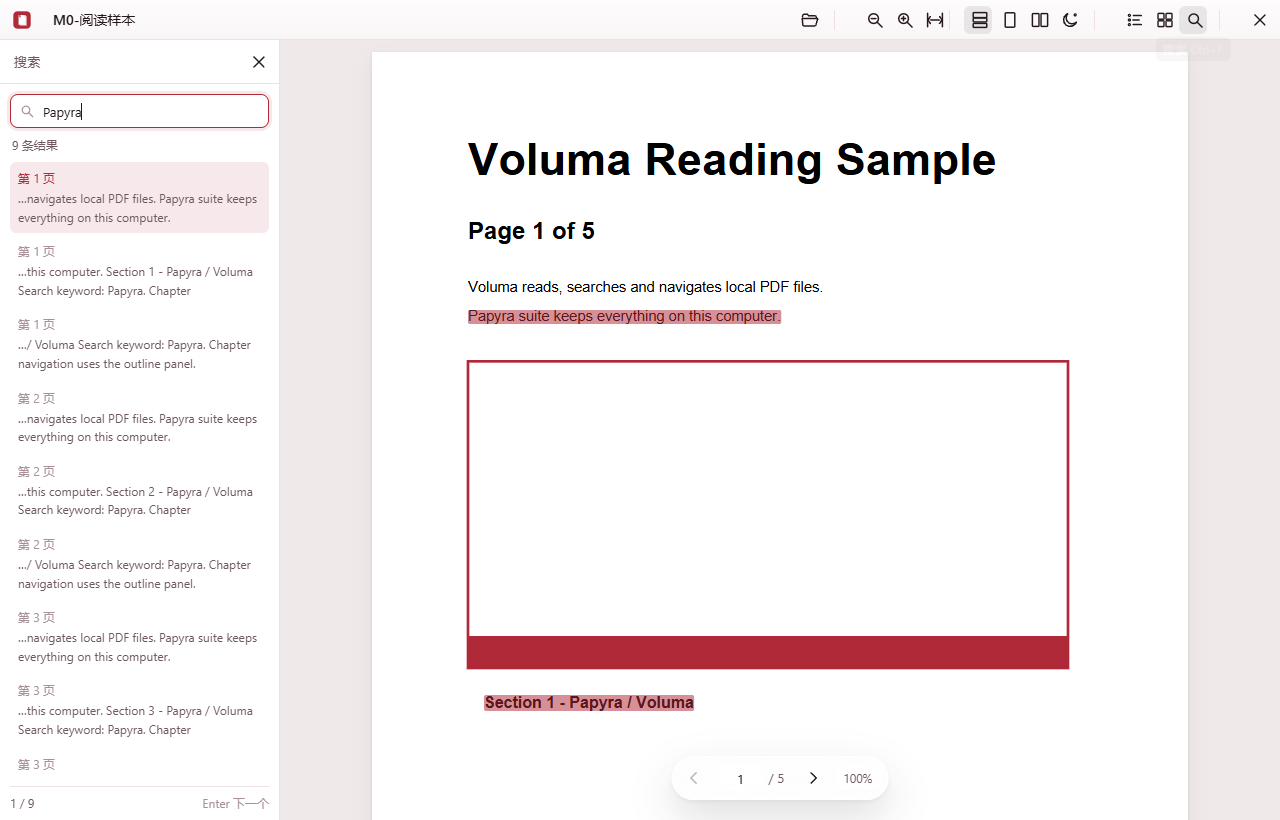 M0-阅读样本
搜索
Papyra
9 条结果
第 1 页
...navigates local PDF files. Papyra suite keeps
everything on this computer.
第 1 页
...this computer. Section 1 - Papyra / Voluma
Search keyword: Papyra. Chapter
第 1 页
.../ Voluma Search keyword: Papyra. Chapter
navigation uses the outline panel.
第 2 页
...navigates local PDF files. Papyra suite keeps
everything on this computer.
第 2 页
...this computer. Section 2 - Papyra / Voluma
Search keyword: Papyra. Chapter
第 2 页
.../ Voluma Search keyword: Papyra. Chapter
navigation uses the outline panel.
第 3 页
...navigates local PDF files. Papyra suite keeps
everything on this computer.
第 3 页
...this computer. Section 3 - Papyra / Voluma
Search keyword: Papyra. Chapter
第 3 页
1 / 9
Enter 下一个
Voluma Reading Sample
Page 1 of 5
Voluma reads, searches and navigates local PDF files.
Papyra suite keeps everything on this computer.
Section 1 - Papyra / Voluma
1 / 5 100%